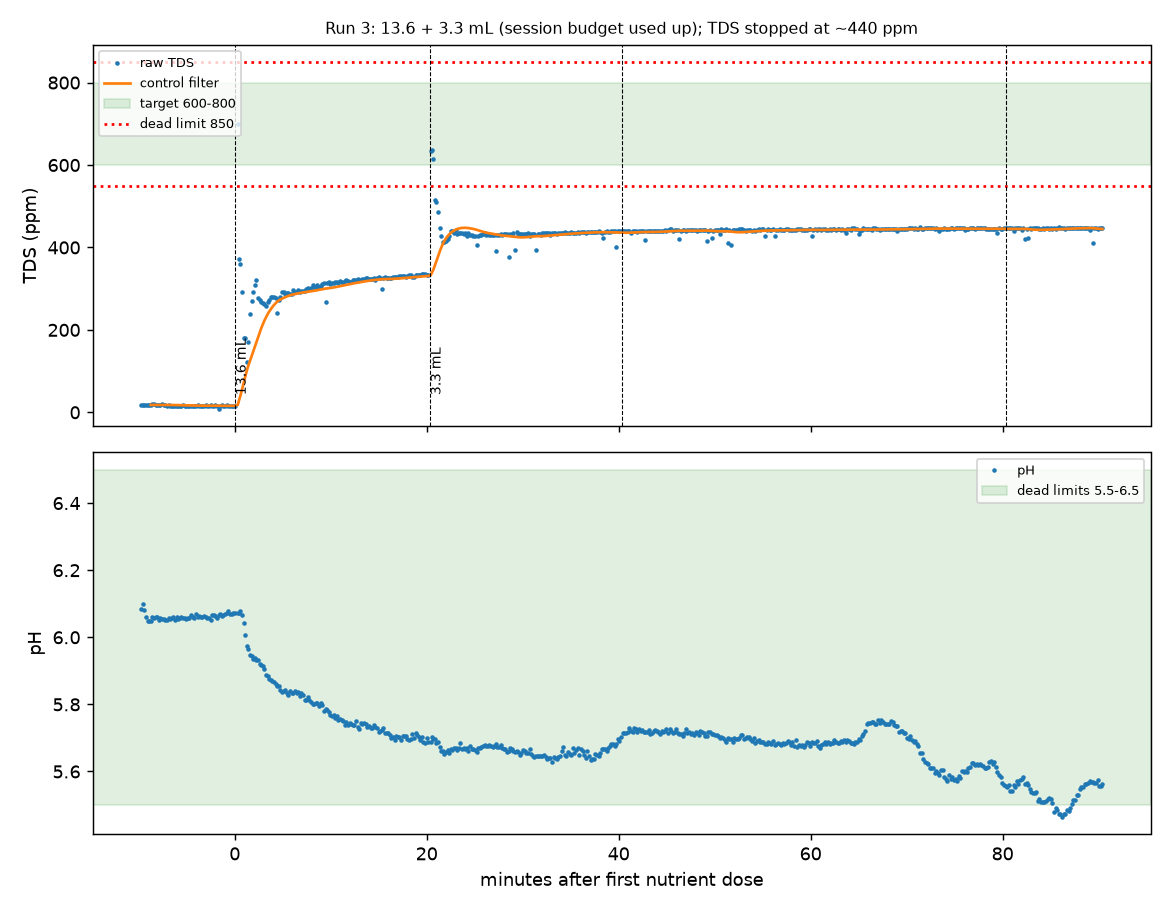 Run 3: 13.6 + 3.3 mL (session budget used up); TDS stopped at ~440 ppm
raw TDS
control filter
target 600-800
dead limit 850
TDS (ppm)
800
600
400
200
0
13.6 mL
3.3 mL
pH
dead limits 5.5-6.5
pH
6.4
6.2
6.0
5.8
5.6
0
20
40
60
80
minutes after first nutrient dose